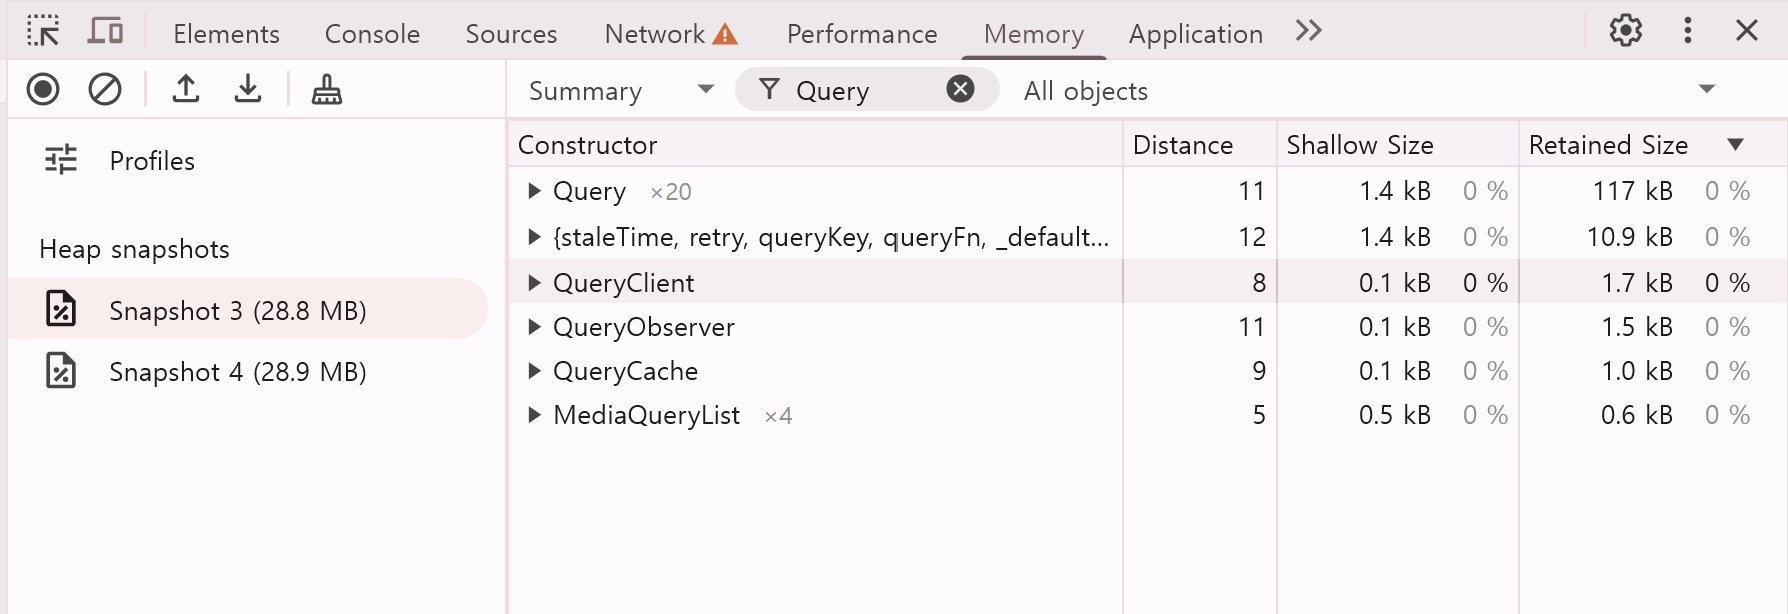 Elements Console Sources Network Performance Memory Application
Summary Query All objects
Profiles
Heap snapshots
Snapshot 3 (28.8 MB)
Snapshot 4 (28.9 MB)
Constructor Distance Shallow Size Retained Size
Query ×20 11 1.4 kB 0 % 117 kB 0 %
{staleTime, retry, queryKey, queryFn, _default… 12 1.4 kB 0 % 10.9 kB 0 %
QueryClient 8 0.1 kB 0 % 1.7 kB 0 %
QueryObserver 11 0.1 kB 0 % 1.5 kB 0 %
QueryCache 9 0.1 kB 0 % 1.0 kB 0 %
MediaQueryList ×4 5 0.5 kB 0 % 0.6 kB 0 %